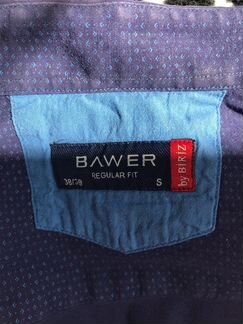 BAWER
REGULAR FIT
38/39 S
by BIRIZ